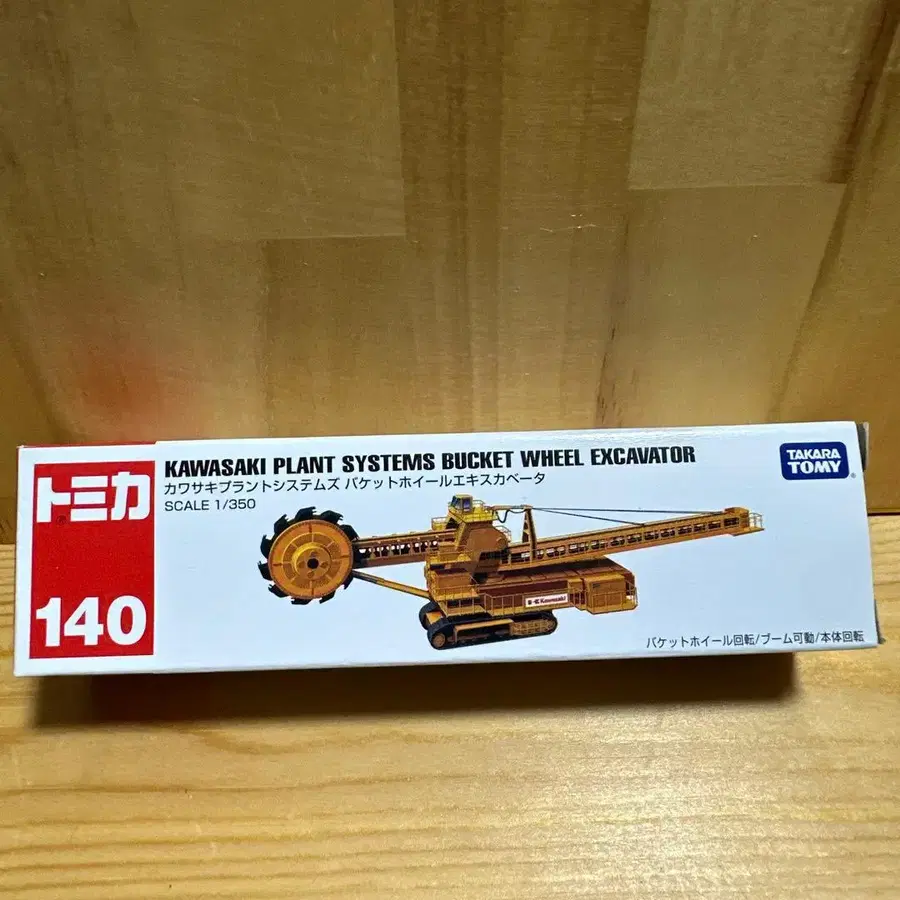 トミカ
140
KAWASAKI PLANT SYSTEMS BUCKET WHEEL EXCAVATOR
カワサキプラントシステムズ バケットホイールエキスカベータ
SCALE 1/350
TAKARA
TOMY
Kawasaki
バケットホイール回転/ブーム可動/本体回転